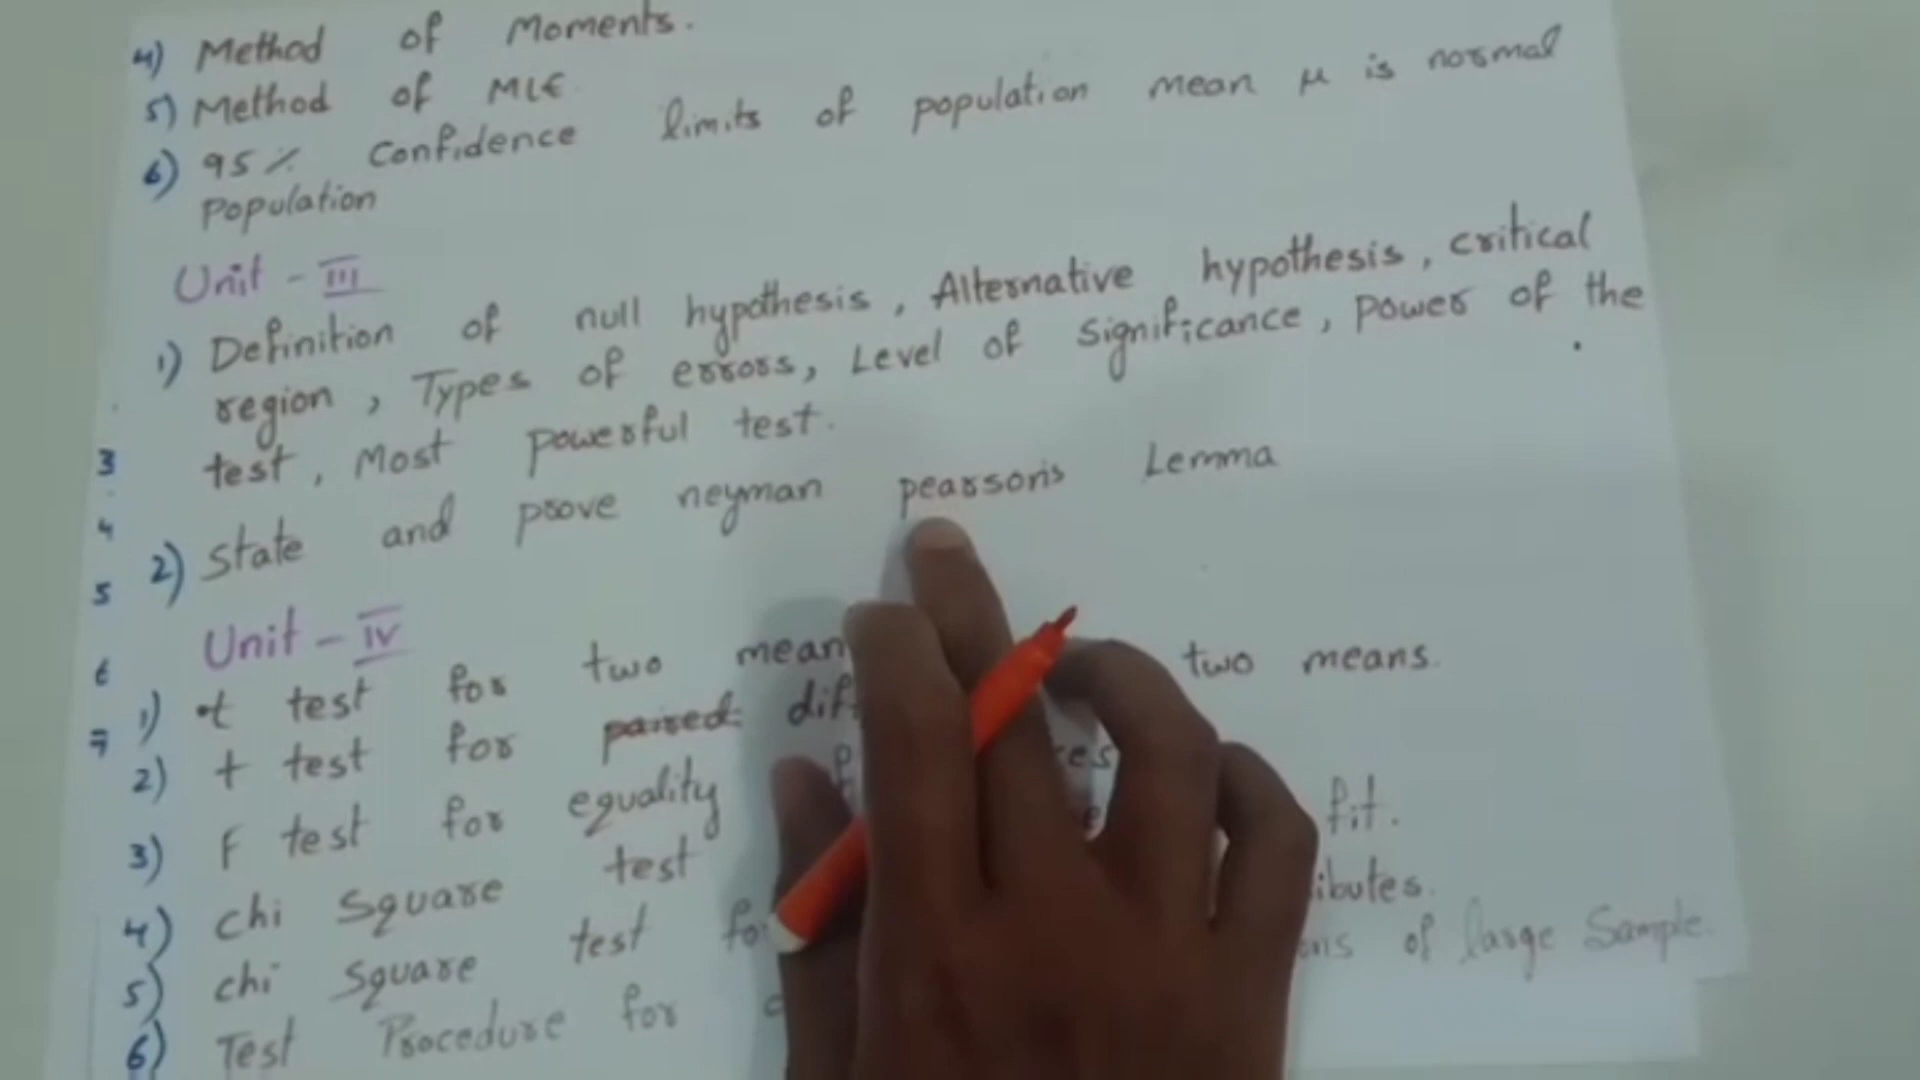 4) Method of Moments.
5) Method of MLE.
6) 95% Confidence limits of population mean μ is normal
population
Unit - III
1) Definition of null hypothesis, Alternative hypothesis, critical
region, Types of errors, Level of significance, power of the
3 test, Most powerful test.
4
2) State and prove neyman pearson's Lemma
5
Unit - IV
6
1) t test for two mean two means.
7
2) t test for paired dif
3) F test for equality
4) chi square test fit.
5) chi square test
6) Test Procedure for of large sample.